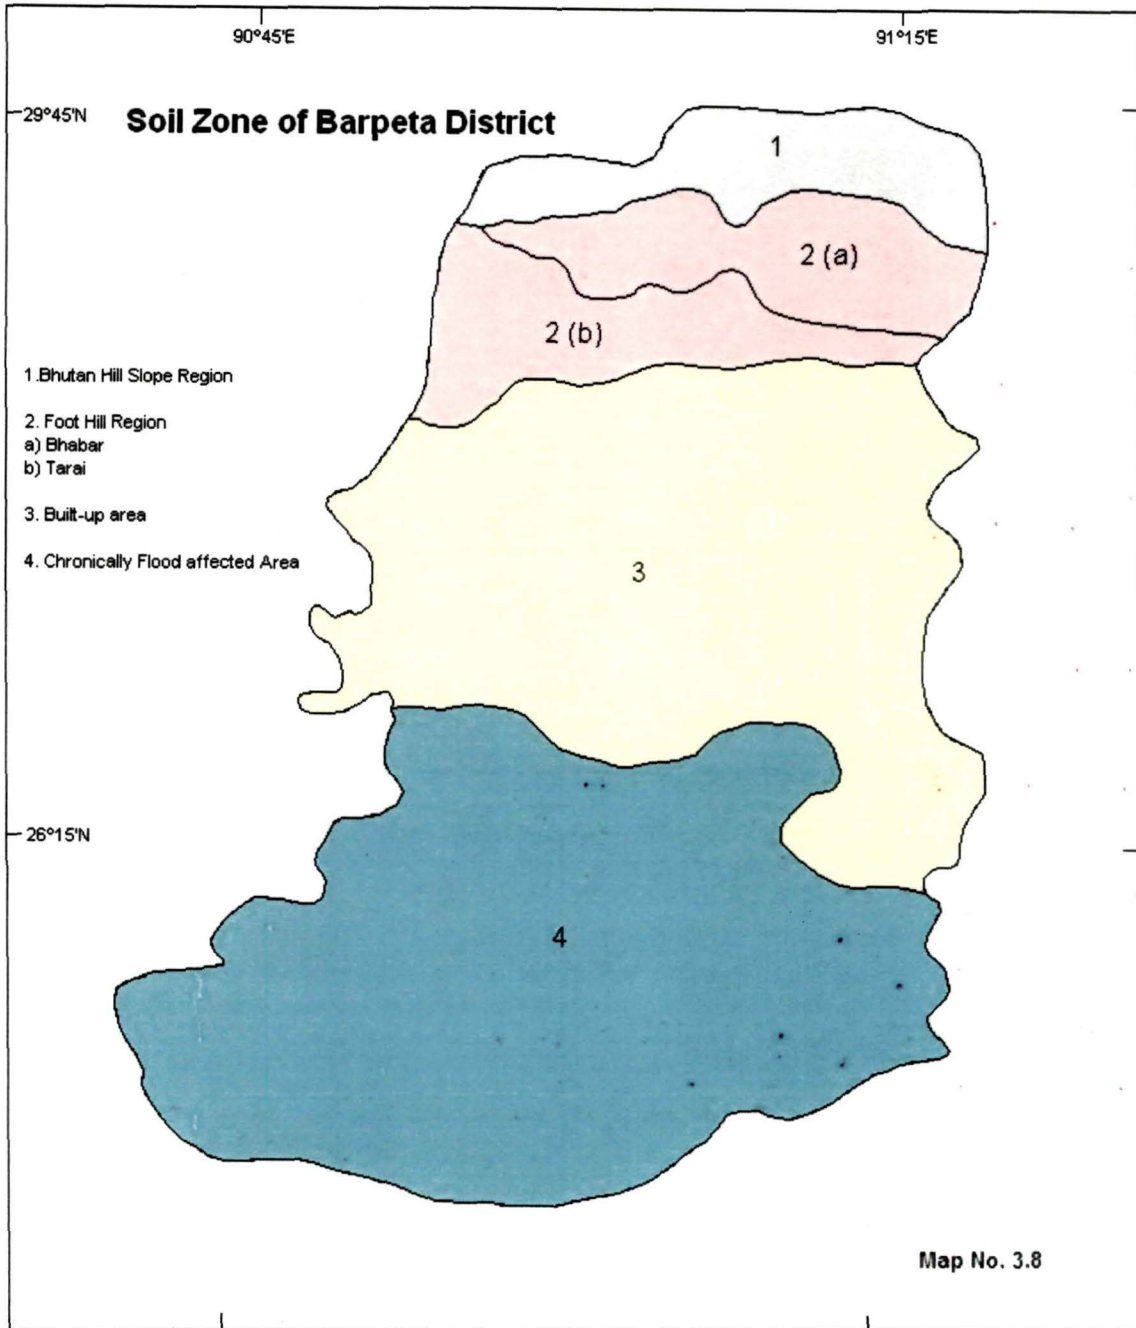 90°45'E
91°15'E
29°45'N
Soil Zone of Barpeta District
1
2 (a)
2 (b)
1.Bhutan Hill Slope Region
2. Foot Hill Region
a) Bhabar
b) Tarai
3. Built-up area
4. Chronically Flood affected Area
3
26°15'N
4
Map No. 3.8